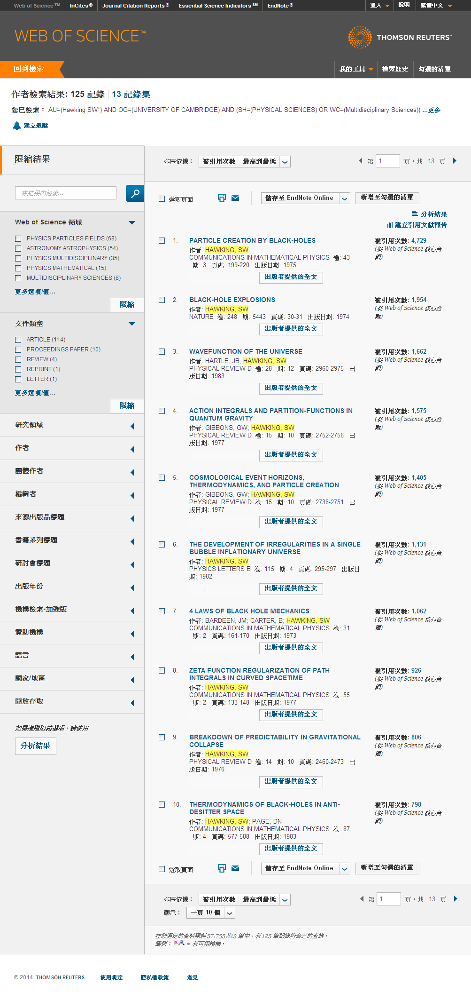 Web of Science™ InCites® Journal Citation Reports® Essential Science Indicators℠ EndNote® 登入 說明 繁體中文
WEB OF SCIENCE™
THOMSON REUTERS™
回到檢索 我的工具 檢索歷史 勾選的清單
作者檢索結果: 125 記錄 13 記錄集
您已檢索： AU=(Hawking SW*) AND OG=(UNIVERSITY OF CAMBRIDGE) AND (SH=(PHYSICAL SCIENCES) OR WC=(Multidisciplinary Sciences)) ...更多
建立追蹤
限縮結果
在結果內檢索...
Web of Science 領域
PHYSICS PARTICLES FIELDS (68)
ASTRONOMY ASTROPHYSICS (54)
PHYSICS MULTIDISCIPLINARY (35)
PHYSICS MATHEMATICAL (15)
MULTIDISCIPLINARY SCIENCES (8)
更多選項/值...
限縮
文件類型
ARTICLE (114)
PROCEEDINGS PAPER (10)
REVIEW (4)
REPRINT (1)
LETTER (1)
更多選項/值...
限縮
研究領域
作者
團體作者
編輯者
來源出版品標題
書籍系列標題
研討會標題
出版年份
機構檢索-加強版
贊助機構
語言
國家/地區
開放存取
如需進階限縮選項，請使用
分析結果
排序依據： 被引用次數 -- 最高到最低 第 1 頁，共 13 頁
選取頁面 儲存至 EndNote Online 新增至勾選的清單
分析結果
建立引用文獻報告
1. PARTICLE CREATION BY BLACK-HOLES
作者: HAWKING, SW
COMMUNICATIONS IN MATHEMATICAL PHYSICS 卷: 43
期: 3 頁碼: 199-220 出版日期: 1975
出版者提供的全文
被引用次數: 4,729
(從 Web of Science 核心合
輯)
2. BLACK-HOLE EXPLOSIONS
作者: HAWKING, SW
NATURE 卷: 248 期: 5443 頁碼: 30-31 出版日期: 1974
出版者提供的全文
被引用次數: 1,954
(從 Web of Science 核心合
輯)
3. WAVEFUNCTION OF THE UNIVERSE
作者: HARTLE, JB; HAWKING, SW
PHYSICAL REVIEW D 卷: 28 期: 12 頁碼: 2960-2975 出
版日期: 1983
出版者提供的全文
被引用次數: 1,662
(從 Web of Science 核心合
輯)
4. ACTION INTEGRALS AND PARTITION-FUNCTIONS IN
QUANTUM GRAVITY
作者: GIBBONS, GW; HAWKING, SW
PHYSICAL REVIEW D 卷: 15 期: 10 頁碼: 2752-2756 出
版日期: 1977
出版者提供的全文
被引用次數: 1,575
(從 Web of Science 核心合
輯)
5. COSMOLOGICAL EVENT HORIZONS,
THERMODYNAMICS, AND PARTICLE CREATION
作者: GIBBONS, GW; HAWKING, SW
PHYSICAL REVIEW D 卷: 15 期: 10 頁碼: 2738-2751 出
版日期: 1977
出版者提供的全文
被引用次數: 1,405
(從 Web of Science 核心合
輯)
6. THE DEVELOPMENT OF IRREGULARITIES IN A SINGLE
BUBBLE INFLATIONARY UNIVERSE
作者: HAWKING, SW
PHYSICS LETTERS B 卷: 115 期: 4 頁碼: 295-297 出版日
期: 1982
出版者提供的全文
被引用次數: 1,131
(從 Web of Science 核心合
輯)
7. 4 LAWS OF BLACK HOLE MECHANICS
作者: BARDEEN, JM; CARTER, B; HAWKING, SW
COMMUNICATIONS IN MATHEMATICAL PHYSICS 卷: 31
期: 2 頁碼: 161-170 出版日期: 1973
出版者提供的全文
被引用次數: 1,062
(從 Web of Science 核心合
輯)
8. ZETA FUNCTION REGULARIZATION OF PATH
INTEGRALS IN CURVED SPACETIME
作者: HAWKING, SW
COMMUNICATIONS IN MATHEMATICAL PHYSICS 卷: 55
期: 2 頁碼: 133-148 出版日期: 1977
出版者提供的全文
被引用次數: 926
(從 Web of Science 核心合
輯)
9. BREAKDOWN OF PREDICTABILITY IN GRAVITATIONAL
COLLAPSE
作者: HAWKING, SW
PHYSICAL REVIEW D 卷: 14 期: 10 頁碼: 2460-2473 出
版日期: 1976
出版者提供的全文
被引用次數: 806
(從 Web of Science 核心合
輯)
10. THERMODYNAMICS OF BLACK-HOLES IN ANTI-
DESITTER SPACE
作者: HAWKING, SW; PAGE, DN
COMMUNICATIONS IN MATHEMATICAL PHYSICS 卷: 87
期: 4 頁碼: 577-588 出版日期: 1983
出版者提供的全文
被引用次數: 798
(從 Web of Science 核心合
輯)
選取頁面 儲存至 EndNote Online 新增至勾選的清單
排序依據： 被引用次數 -- 最高到最低 第 1 頁，共 13 頁
顯示： 一頁 10 個
在您選定的資料限制 57,755,813 筆中，有 125 筆記錄符合您的查詢。
圖例： = 有可用結構。
© 2014 THOMSON REUTERS 使用規定 隱私權政策 意見